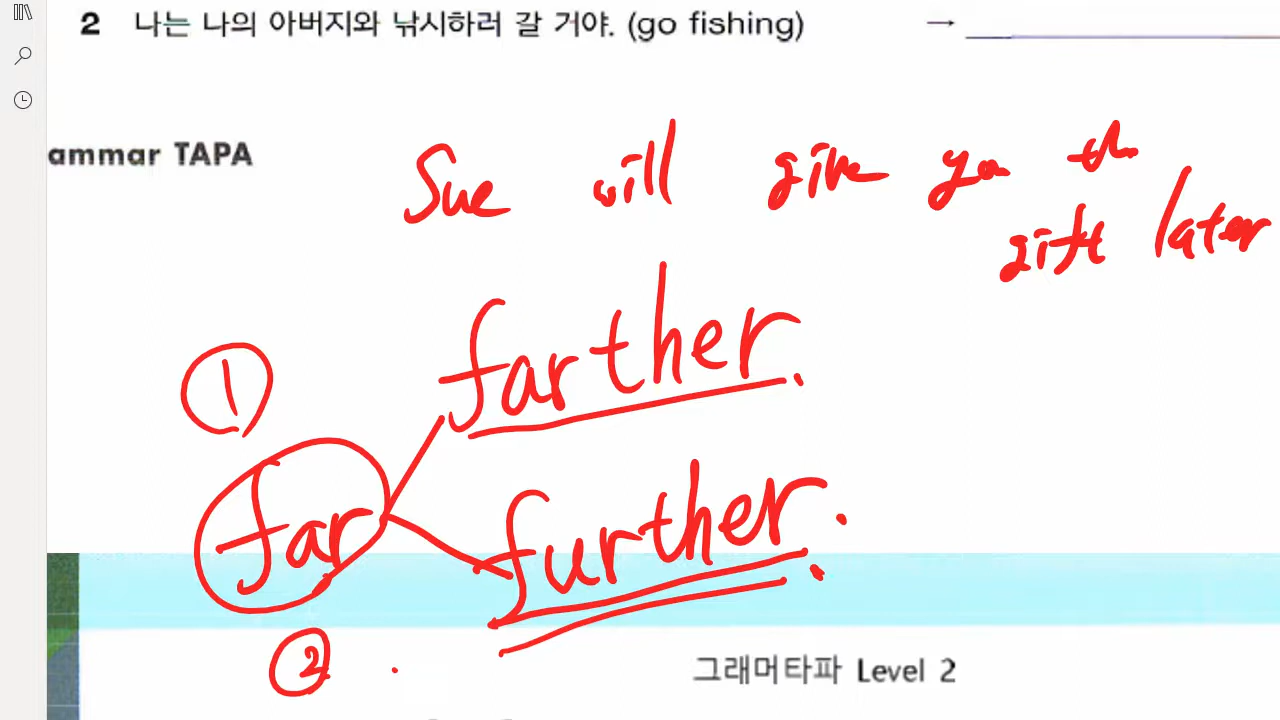 2 나는 나의 아버지와 낚시하러 갈 거야. (go fishing) →
ammar TAPA
Sue will give you the
gift later
①
farther.
far
further.
②
그래머타파 Level 2